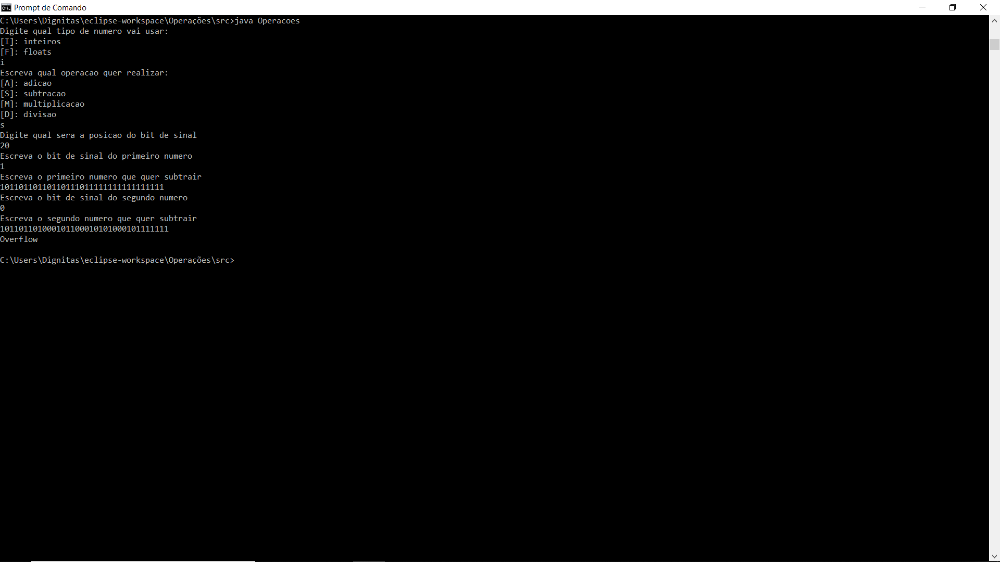 Prompt de Comando
C:\Users\Dignitas\eclipse-workspace\Operações\src>java Operacoes
Digite qual tipo de numero vai usar:
[I]: inteiros
[F]: floats
i
Escreva qual operacao quer realizar:
[A]: adicao
[S]: subtracao
[M]: multiplicacao
[D]: divisao
s
Digite qual sera a posicao do bit de sinal
20
Escreva o bit de sinal do primeiro numero
1
Escreva o primeiro numero que quer subtrair
10110110110110111011111111111111111
Escreva o bit de sinal do segundo numero
0
Escreva o segundo numero que quer subtrair
101101101000101100010101000101111111
Overflow
C:\Users\Dignitas\eclipse-workspace\Operações\src>